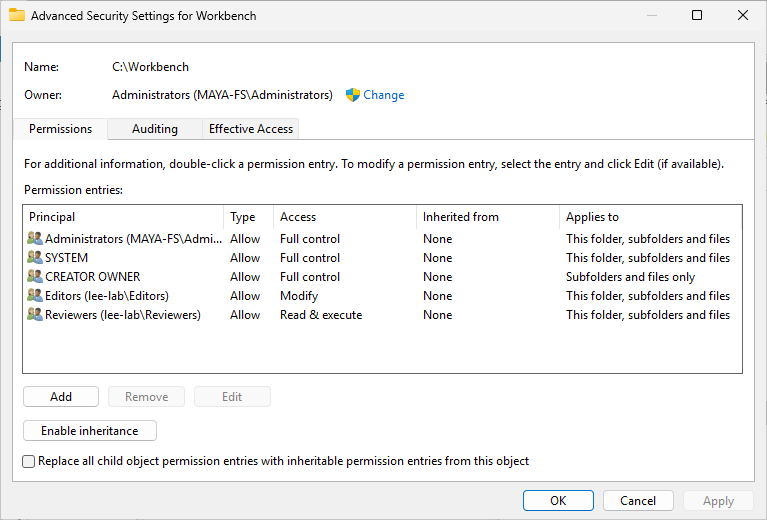 Advanced Security Settings for Workbench
Name: C:\Workbench
Owner: Administrators (MAYA-FS\Administrators) Change
Permissions Auditing Effective Access
For additional information, double-click a permission entry. To modify a permission entry, select the entry and click Edit (if available).
Permission entries:
Principal Type Access Inherited from Applies to
Administrators (MAYA-FS\Admi... Allow Full control None This folder, subfolders and files
SYSTEM Allow Full control None This folder, subfolders and files
CREATOR OWNER Allow Full control None Subfolders and files only
Editors (lee-lab\Editors) Allow Modify None This folder, subfolders and files
Reviewers (lee-lab\Reviewers) Allow Read & execute None This folder, subfolders and files
Add Remove Edit
Enable inheritance
Replace all child object permission entries with inheritable permission entries from this object
OK Cancel Apply